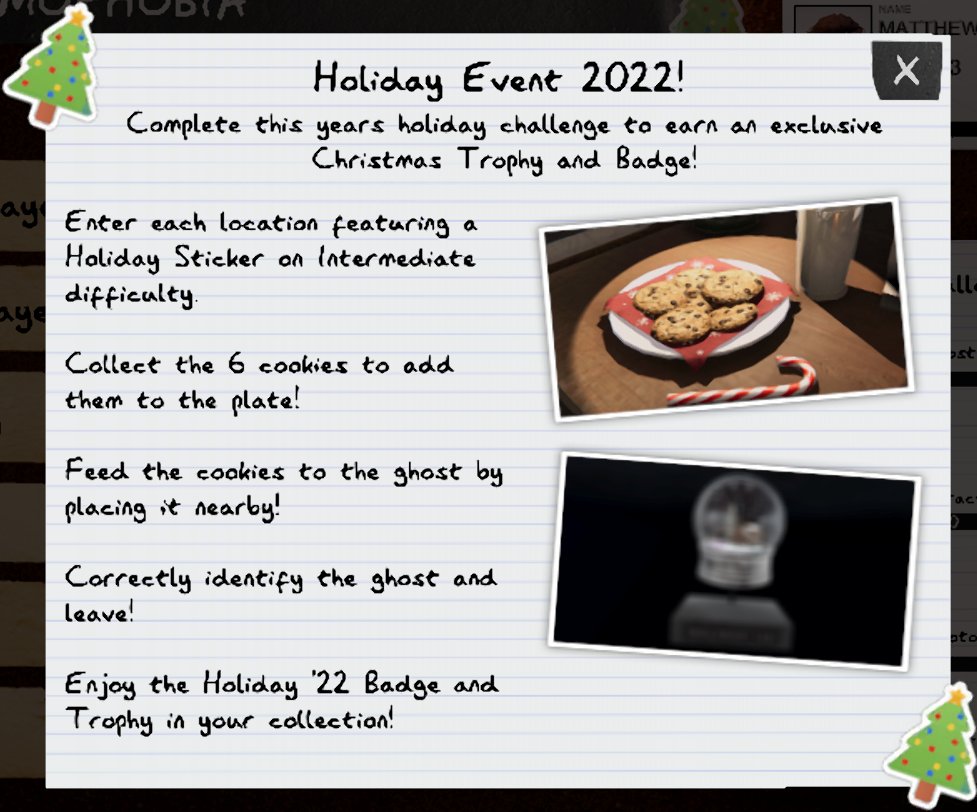 NAME
MATTHEW
3
Holiday Event 2022!
X
Complete this years holiday challenge to earn an exclusive
Christmas Trophy and Badge!
Enter each location featuring a
Holiday Sticker on Intermediate
difficulty.
Collect the 6 cookies to add
them to the plate!
Feed the cookies to the ghost by
placing it nearby!
Correctly identify the ghost and
leave!
Enjoy the Holiday '22 Badge and
Trophy in your collection!